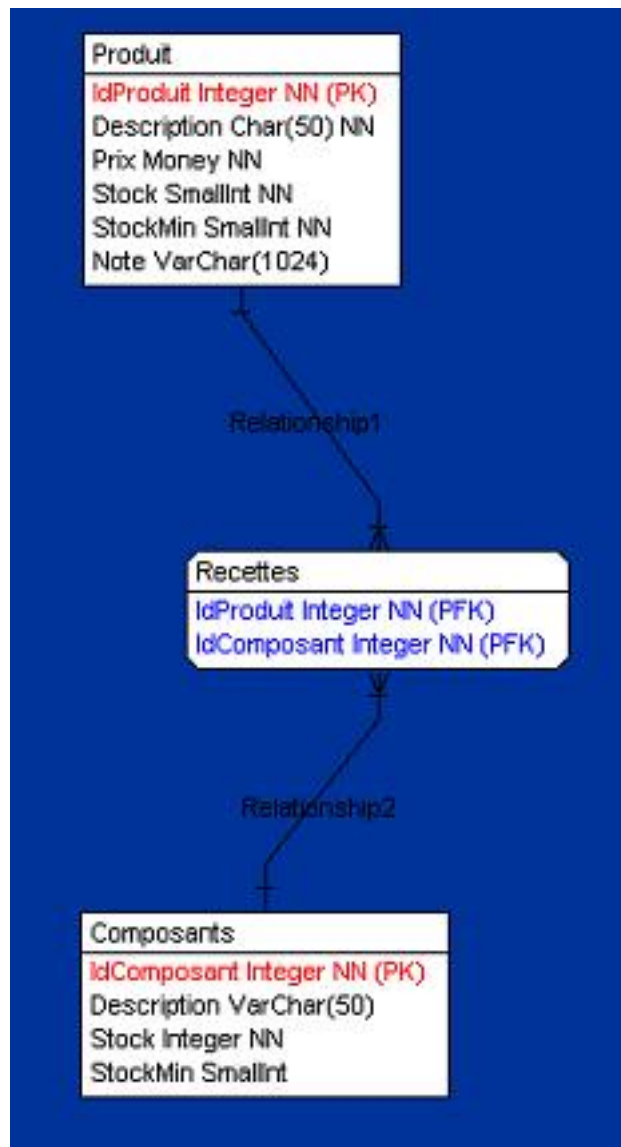 Produit
IdProduit Integer NN (PK)
Description Char(50) NN
Prix Money NN
Stock SmallInt NN
StockMin SmallInt NN
Note VarChar(1024)
Relationship1
Recettes
IdProduit Integer NN (PFK)
IdComposant Integer NN (PFK)
Relationship2
Composants
IdComposant Integer NN (PK)
Description VarChar(50)
Stock Integer NN
StockMin SmallInt